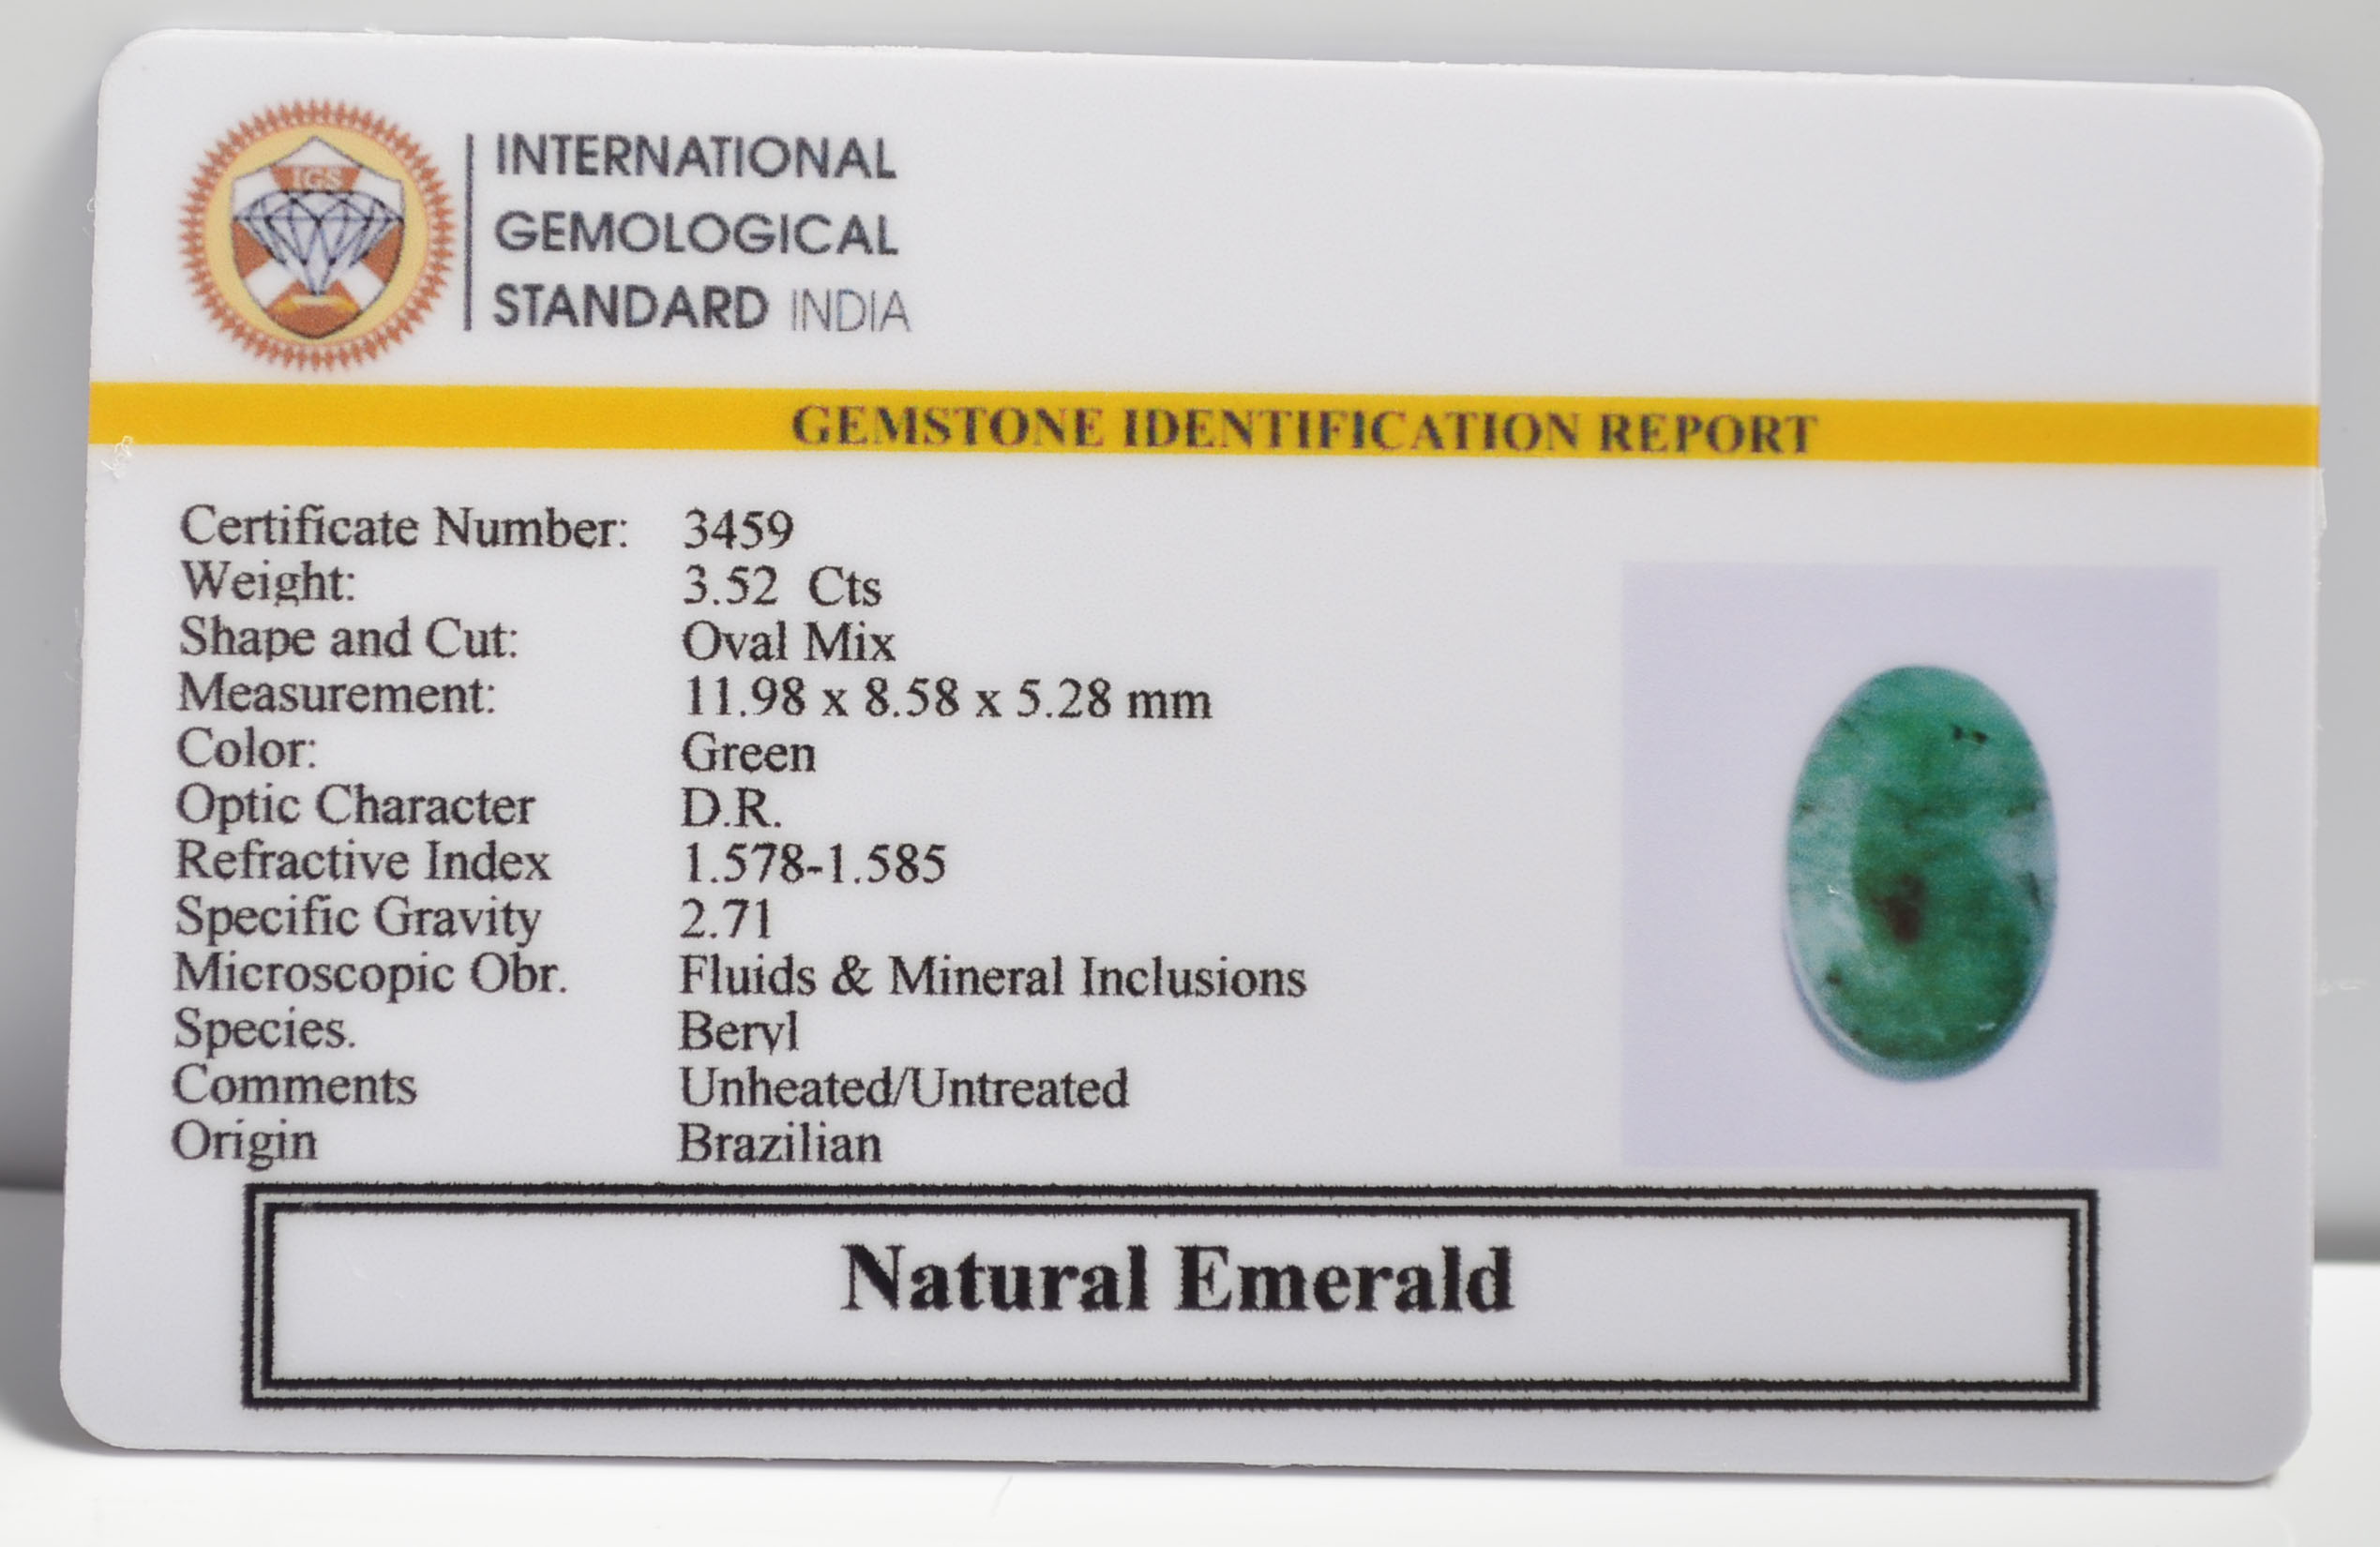 IGS
INTERNATIONAL
GEMOLOGICAL
STANDARD INDIA
GEMSTONE IDENTIFICATION REPORT
Certificate Number: 3459
Weight: 3.52 Cts
Shape and Cut: Oval Mix
Measurement: 11.98 x 8.58 x 5.28 mm
Color: Green
Optic Character D.R.
Refractive Index 1.578-1.585
Specific Gravity 2.71
Microscopic Obr. Fluids & Mineral Inclusions
Species. Beryl
Comments Unheated/Untreated
Origin Brazilian
Natural Emerald